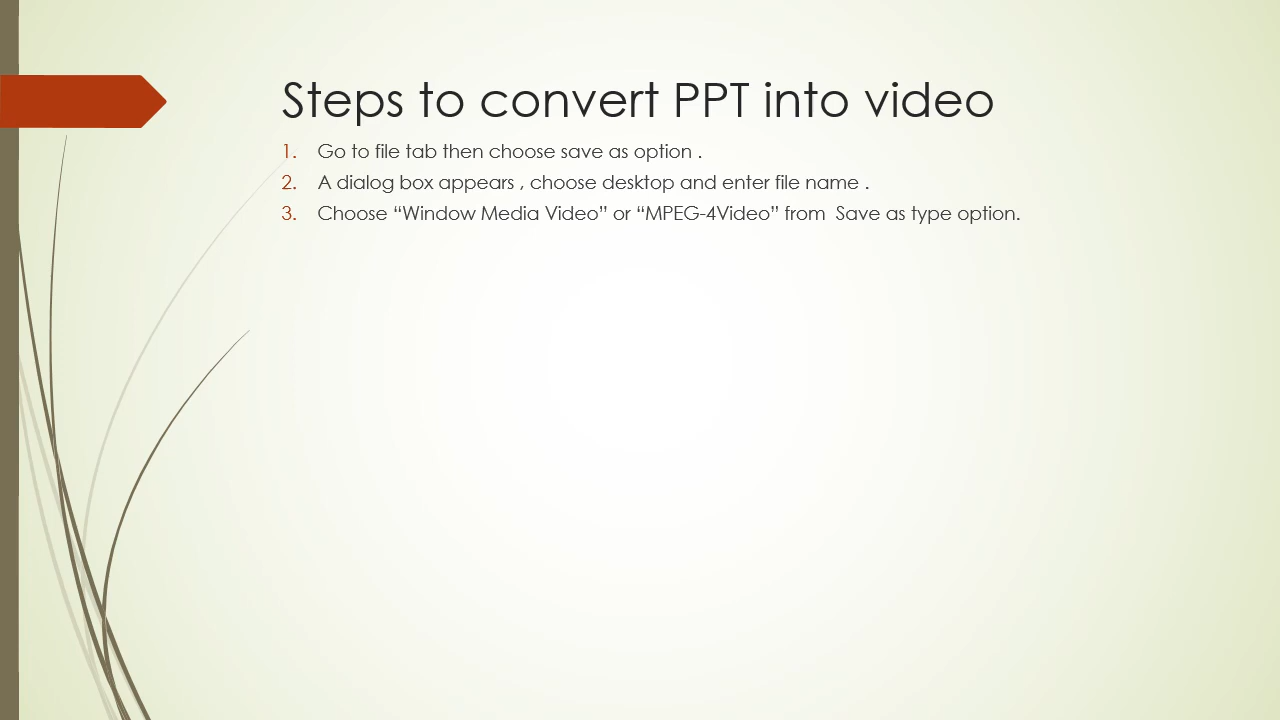 Steps to convert PPT into video
1. Go to file tab then choose save as option .
2. A dialog box appears , choose desktop and enter file name .
3. Choose “Window Media Video” or “MPEG-4Video” from  Save as type option.